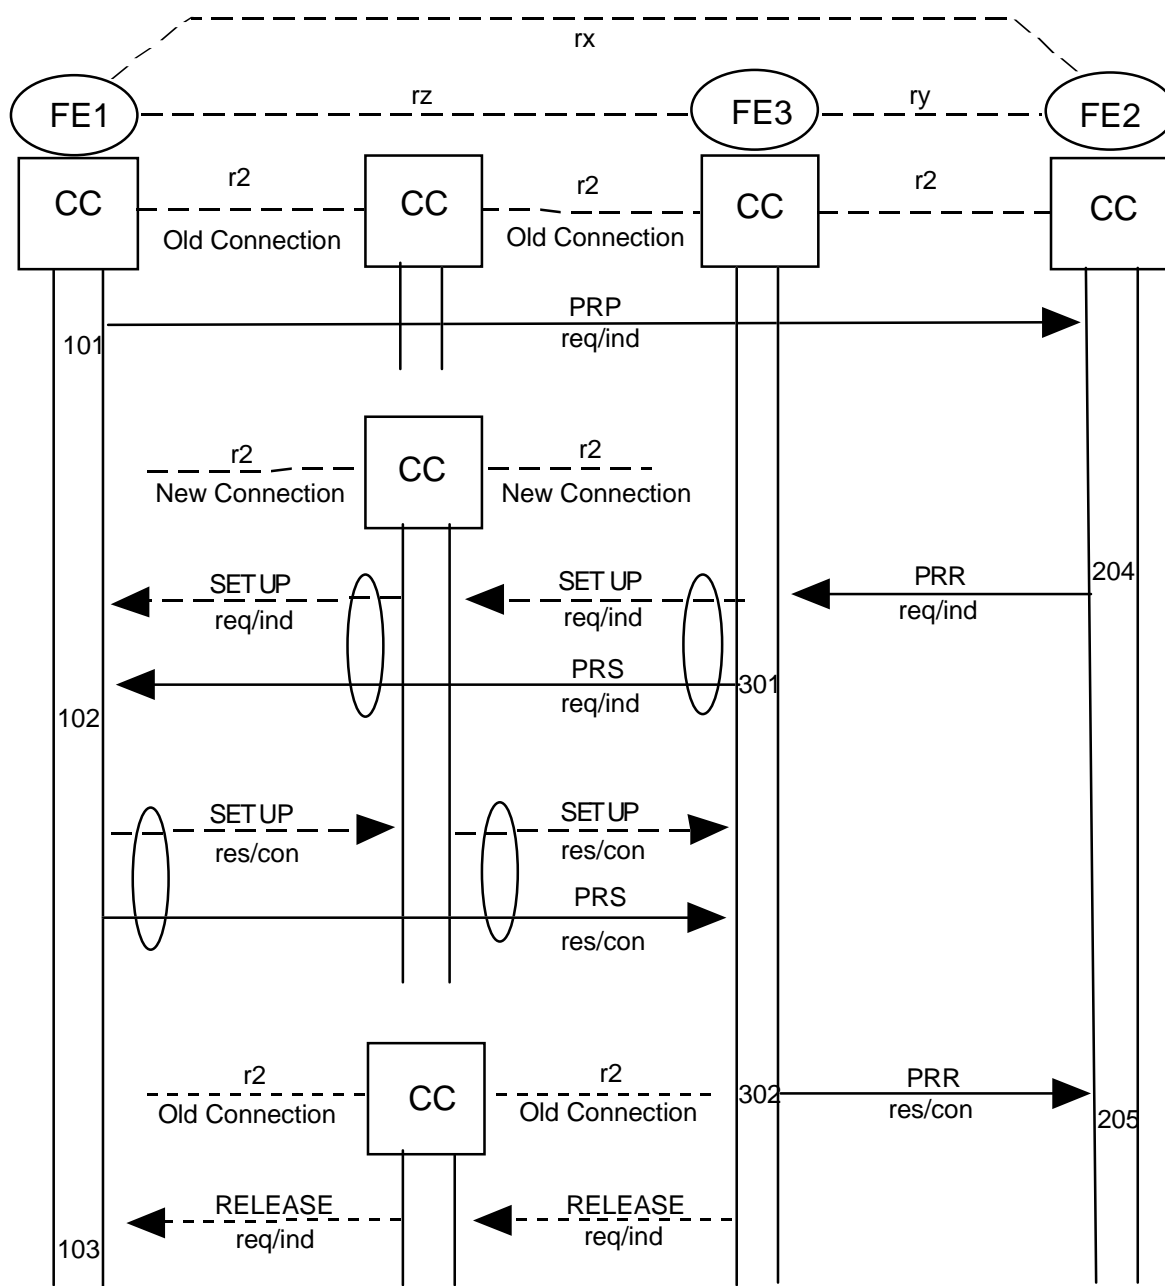 rx
FE1
rz
FE3
ry
FE2
CC
r2
Old Connection
CC
r2
Old Connection
CC
r2
CC
101
PRP
req/ind
r2
New Connection
CC
r2
New Connection
SETUP
req/ind
SETUP
req/ind
PRR
req/ind
204
PRS
req/ind
301
102
SETUP
res/con
SETUP
res/con
PRS
res/con
r2
Old Connection
CC
r2
Old Connection
302
PRR
res/con
205
RELEASE
req/ind
RELEASE
req/ind
103